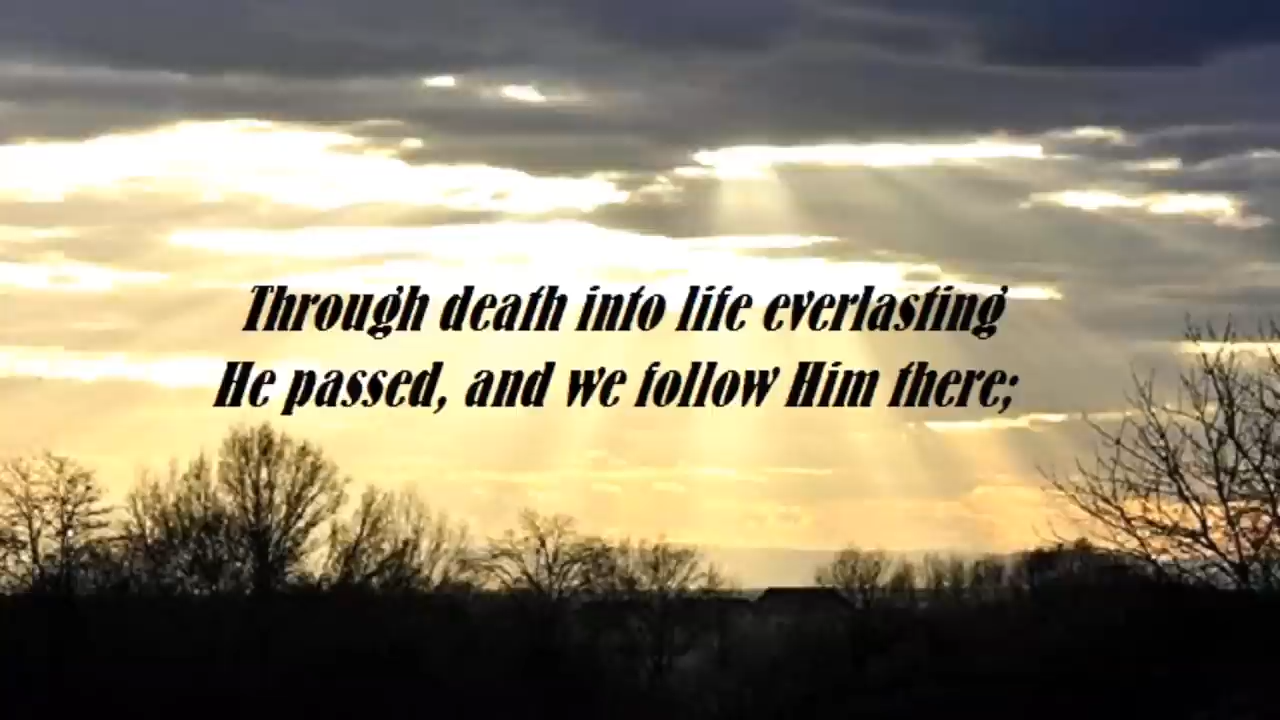 Through death into life everlasting
He passed, and we follow Him there;